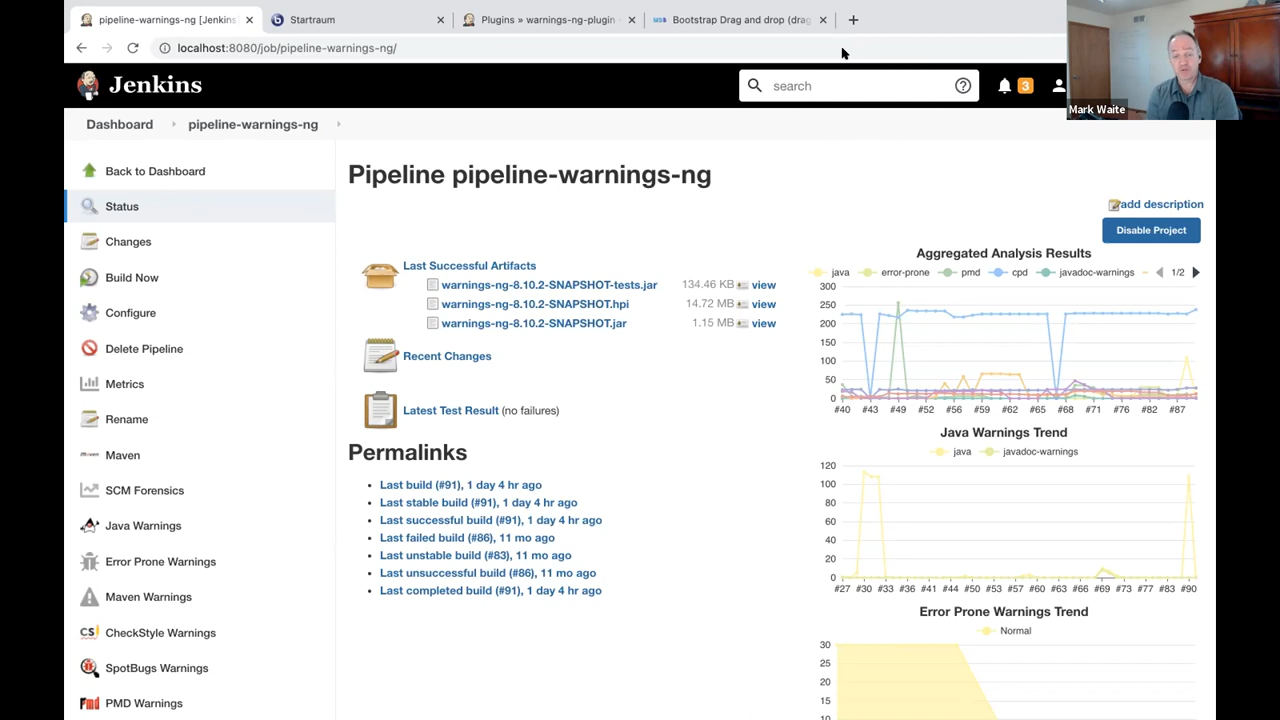 pipeline-warnings-ng [Jenkins
Startraum
Plugins » warnings-ng-plugin
Bootstrap Drag and drop (drag
localhost:8080/job/pipeline-warnings-ng/
Mark Waite
Jenkins
search
3
Dashboard
pipeline-warnings-ng
Back to Dashboard
Status
Changes
Build Now
Configure
Delete Pipeline
Metrics
Rename
Maven
SCM Forensics
Java Warnings
Error Prone Warnings
Maven Warnings
CheckStyle Warnings
SpotBugs Warnings
PMD Warnings
Pipeline pipeline-warnings-ng
add description
Disable Project
Last Successful Artifacts
warnings-ng-8.10.2-SNAPSHOT-tests.jar 134.46 KB view
warnings-ng-8.10.2-SNAPSHOT.hpi 14.72 MB view
warnings-ng-8.10.2-SNAPSHOT.jar 1.15 MB view
Recent Changes
Latest Test Result (no failures)
Permalinks
Last build (#91), 1 day 4 hr ago
Last stable build (#91), 1 day 4 hr ago
Last successful build (#91), 1 day 4 hr ago
Last failed build (#86), 11 mo ago
Last unstable build (#83), 11 mo ago
Last unsuccessful build (#86), 11 mo ago
Last completed build (#91), 1 day 4 hr ago
Aggregated Analysis Results
java error-prone pmd cpd javadoc-warnings 1/2
300
250
200
150
100
50
0
#40 #43 #49 #52 #56 #59 #62 #65 #68 #71 #76 #82 #87
Java Warnings Trend
java javadoc-warnings
120
100
80
60
40
20
0
#27 #30 #33 #36 #41 #44 #50 #53 #57 #60 #63 #66 #69 #73 #78 #83 #90
Error Prone Warnings Trend
Normal
30
25
20
15
10